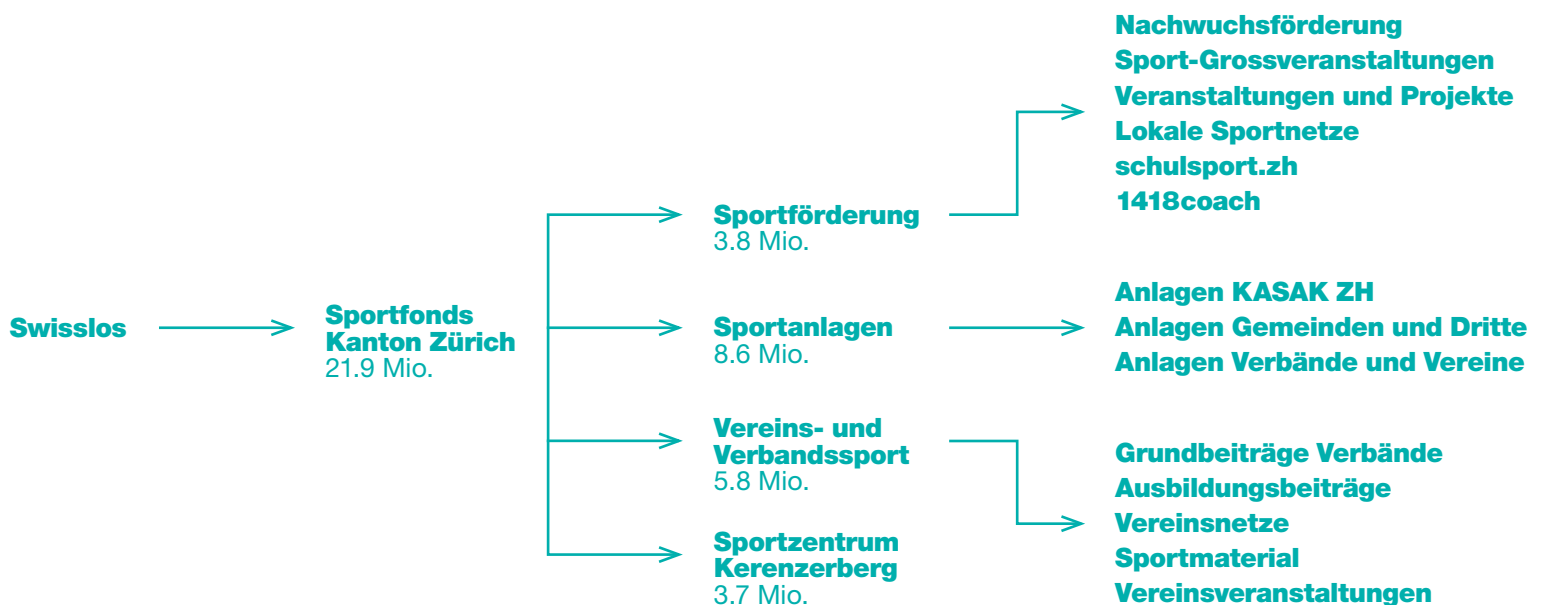 Swisslos
Sportfonds
Kanton Zürich
21.9 Mio.
Sportförderung
3.8 Mio.
Sportanlagen
8.6 Mio.
Vereins- und
Verbandssport
5.8 Mio.
Sportzentrum
Kerenzerberg
3.7 Mio.
Nachwuchsförderung
Sport-Grossveranstaltungen
Veranstaltungen und Projekte
Lokale Sportnetze
schulsport.zh
1418coach
Anlagen KASAK ZH
Anlagen Gemeinden und Dritte
Anlagen Verbände und Vereine
Grundbeiträge Verbände
Ausbildungsbeiträge
Vereinsnetze
Sportmaterial
Vereinsveranstaltungen